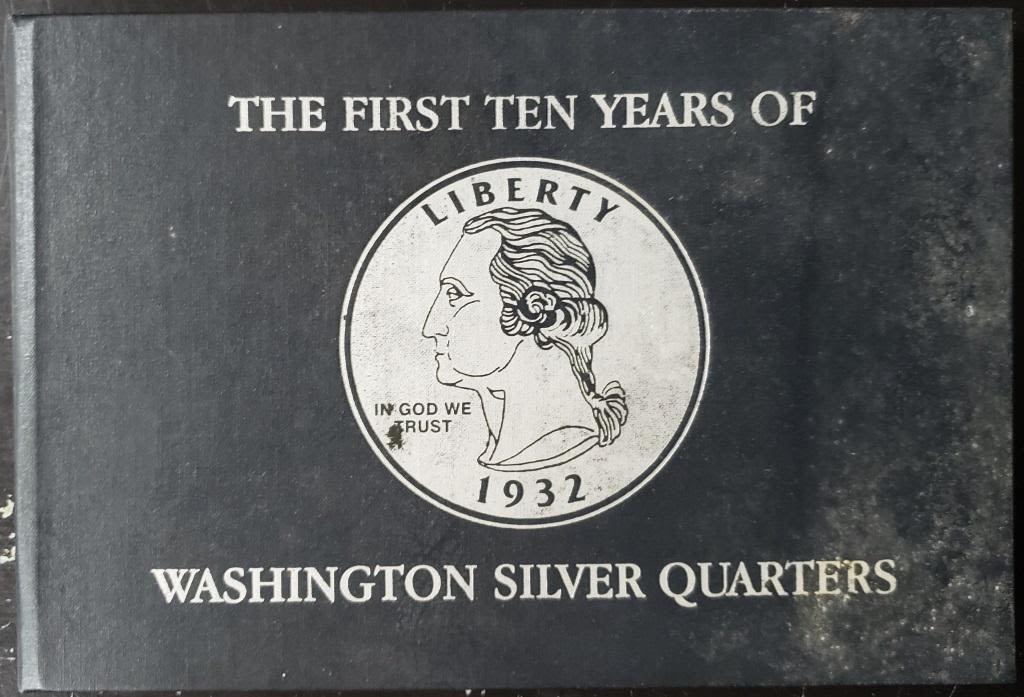 THE FIRST TEN YEARS OF
LIBERTY
IN GOD WE
TRUST
1932
WASHINGTON SILVER QUARTERS